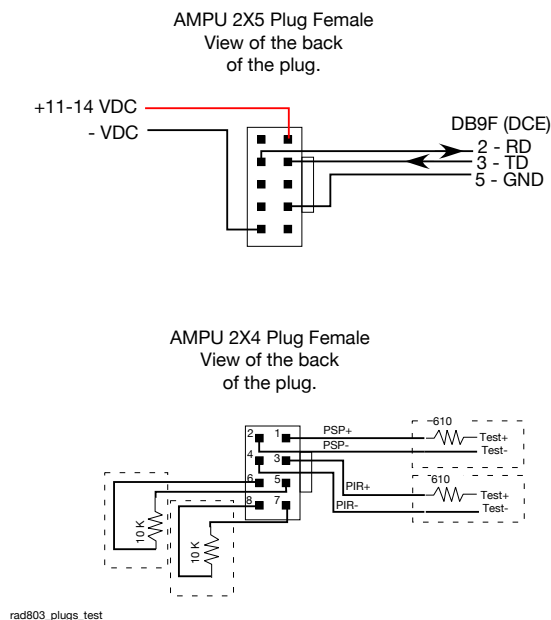 AMPU 2X5 Plug Female
View of the back
of the plug.
+11-14 VDC
- VDC
DB9F (DCE)
2 - RD
3 - TD
5 - GND
AMPU 2X4 Plug Female
View of the back
of the plug.
2 1
4 3
6 5
8 7
PSP+
PSP-
PIR+
PIR-
610
Test+
Test-
610
Test+
Test-
10 K
10 K
rad803_plugs_test